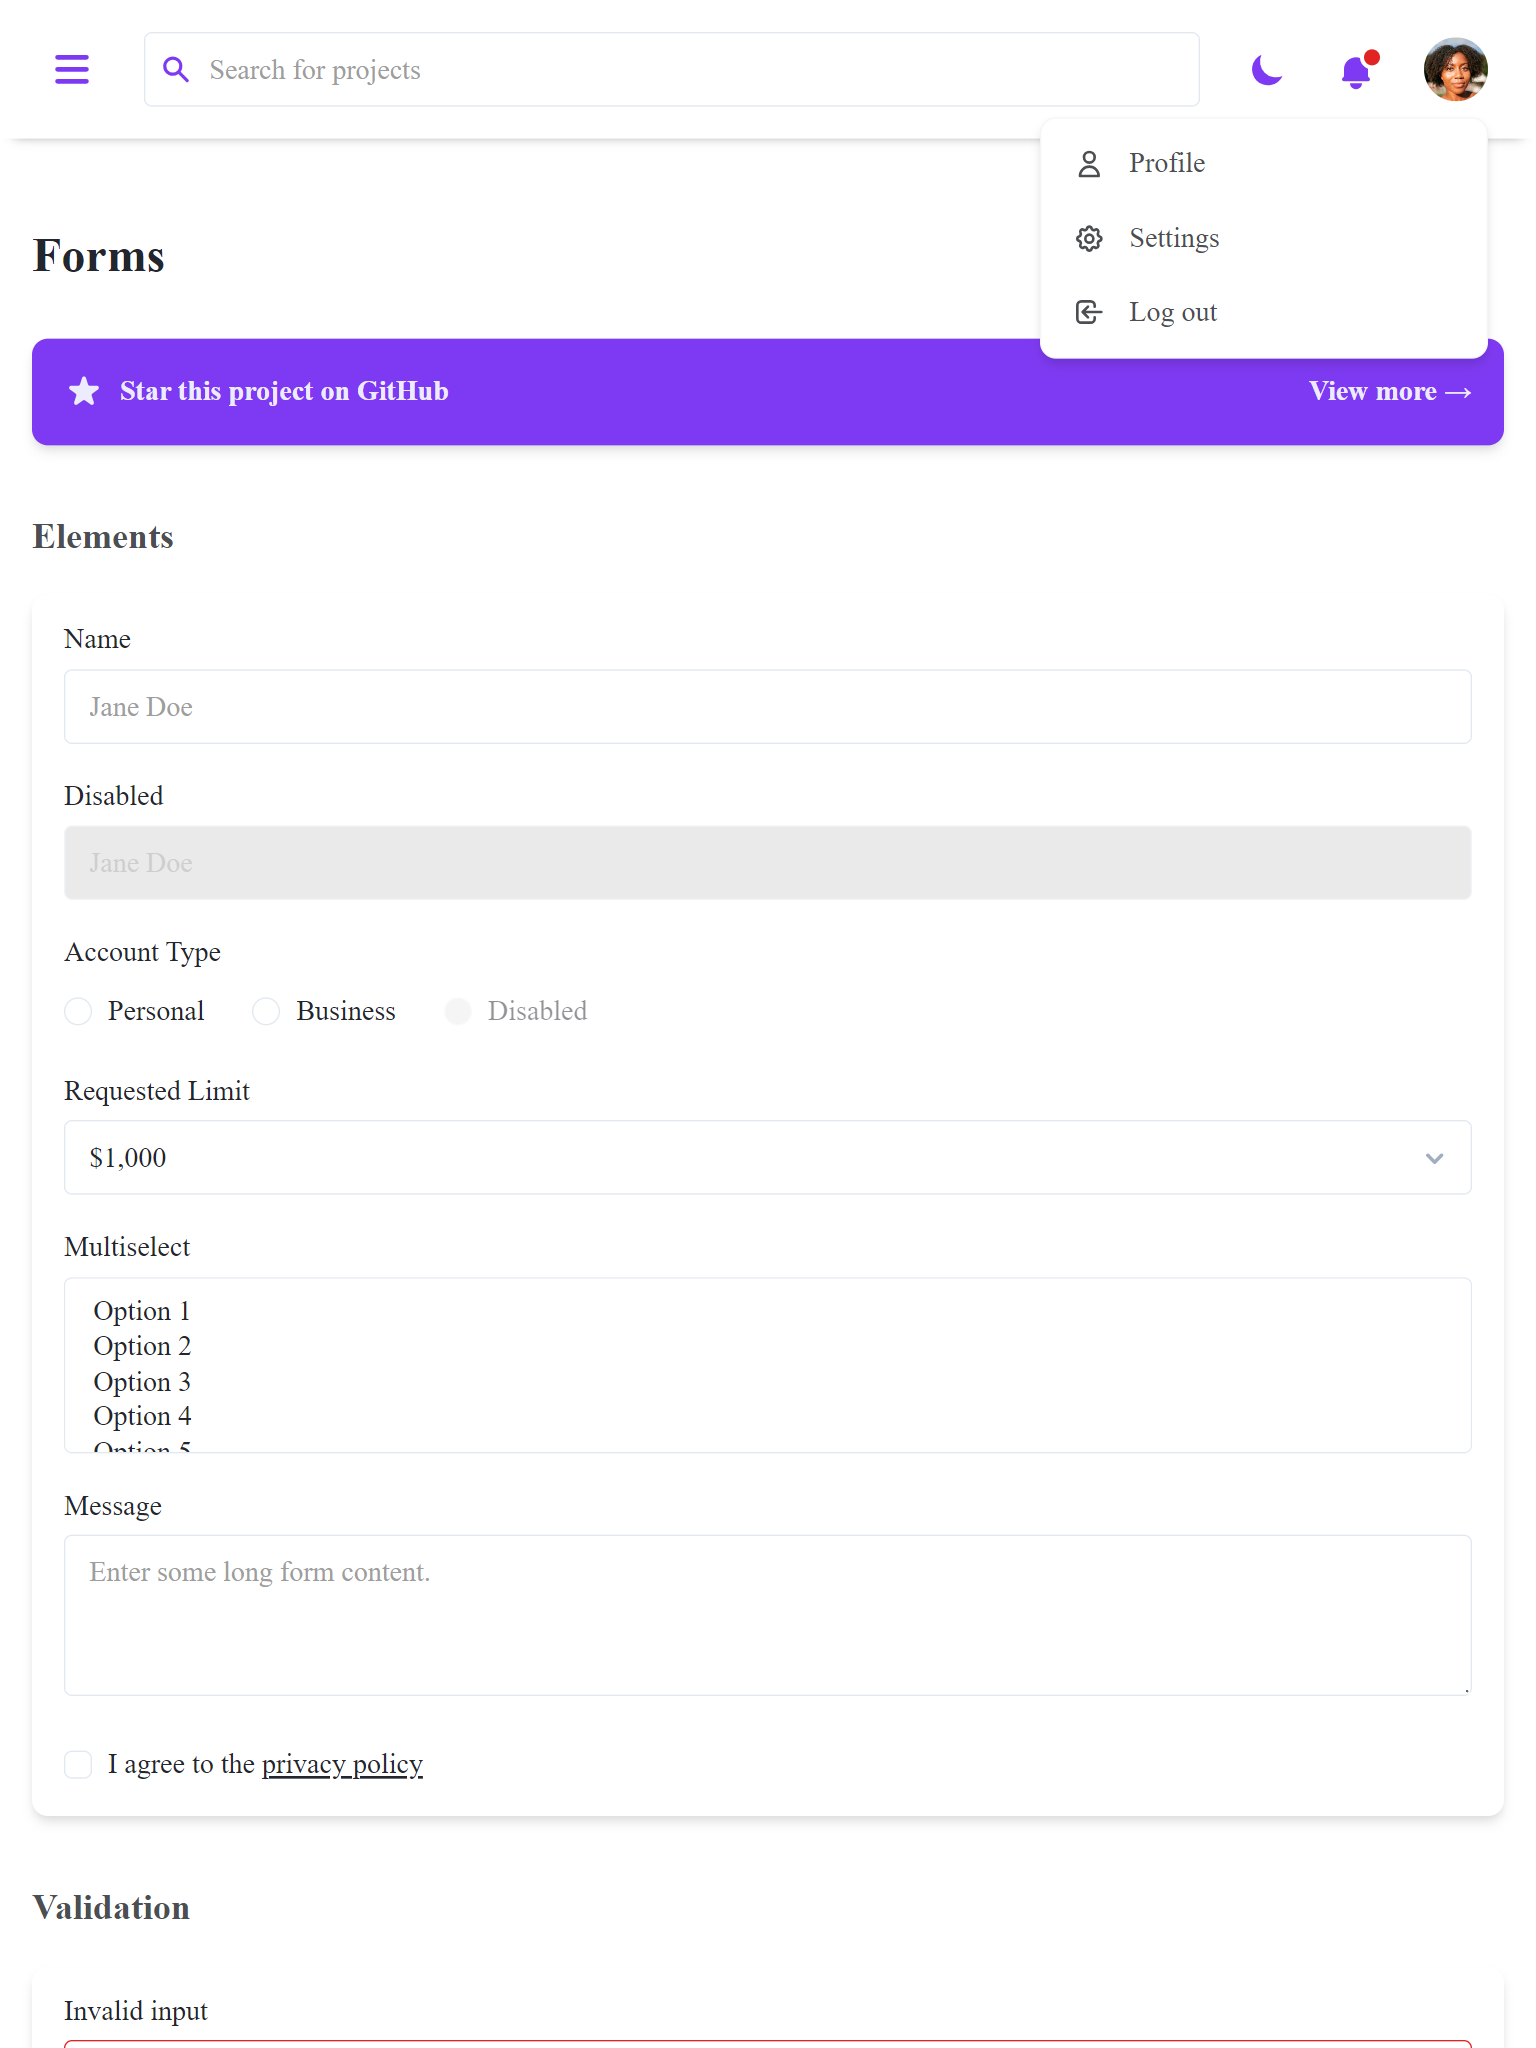 Search for projects
Profile
Settings
Log out
Forms
Star this project on GitHub
View more →
Elements
Name
Jane Doe
Disabled
Jane Doe
Account Type
Personal
Business
Disabled
Requested Limit
$1,000
Multiselect
Option 1
Option 2
Option 3
Option 4
Option 5
Message
Enter some long form content.
I agree to the privacy policy
Validation
Invalid input